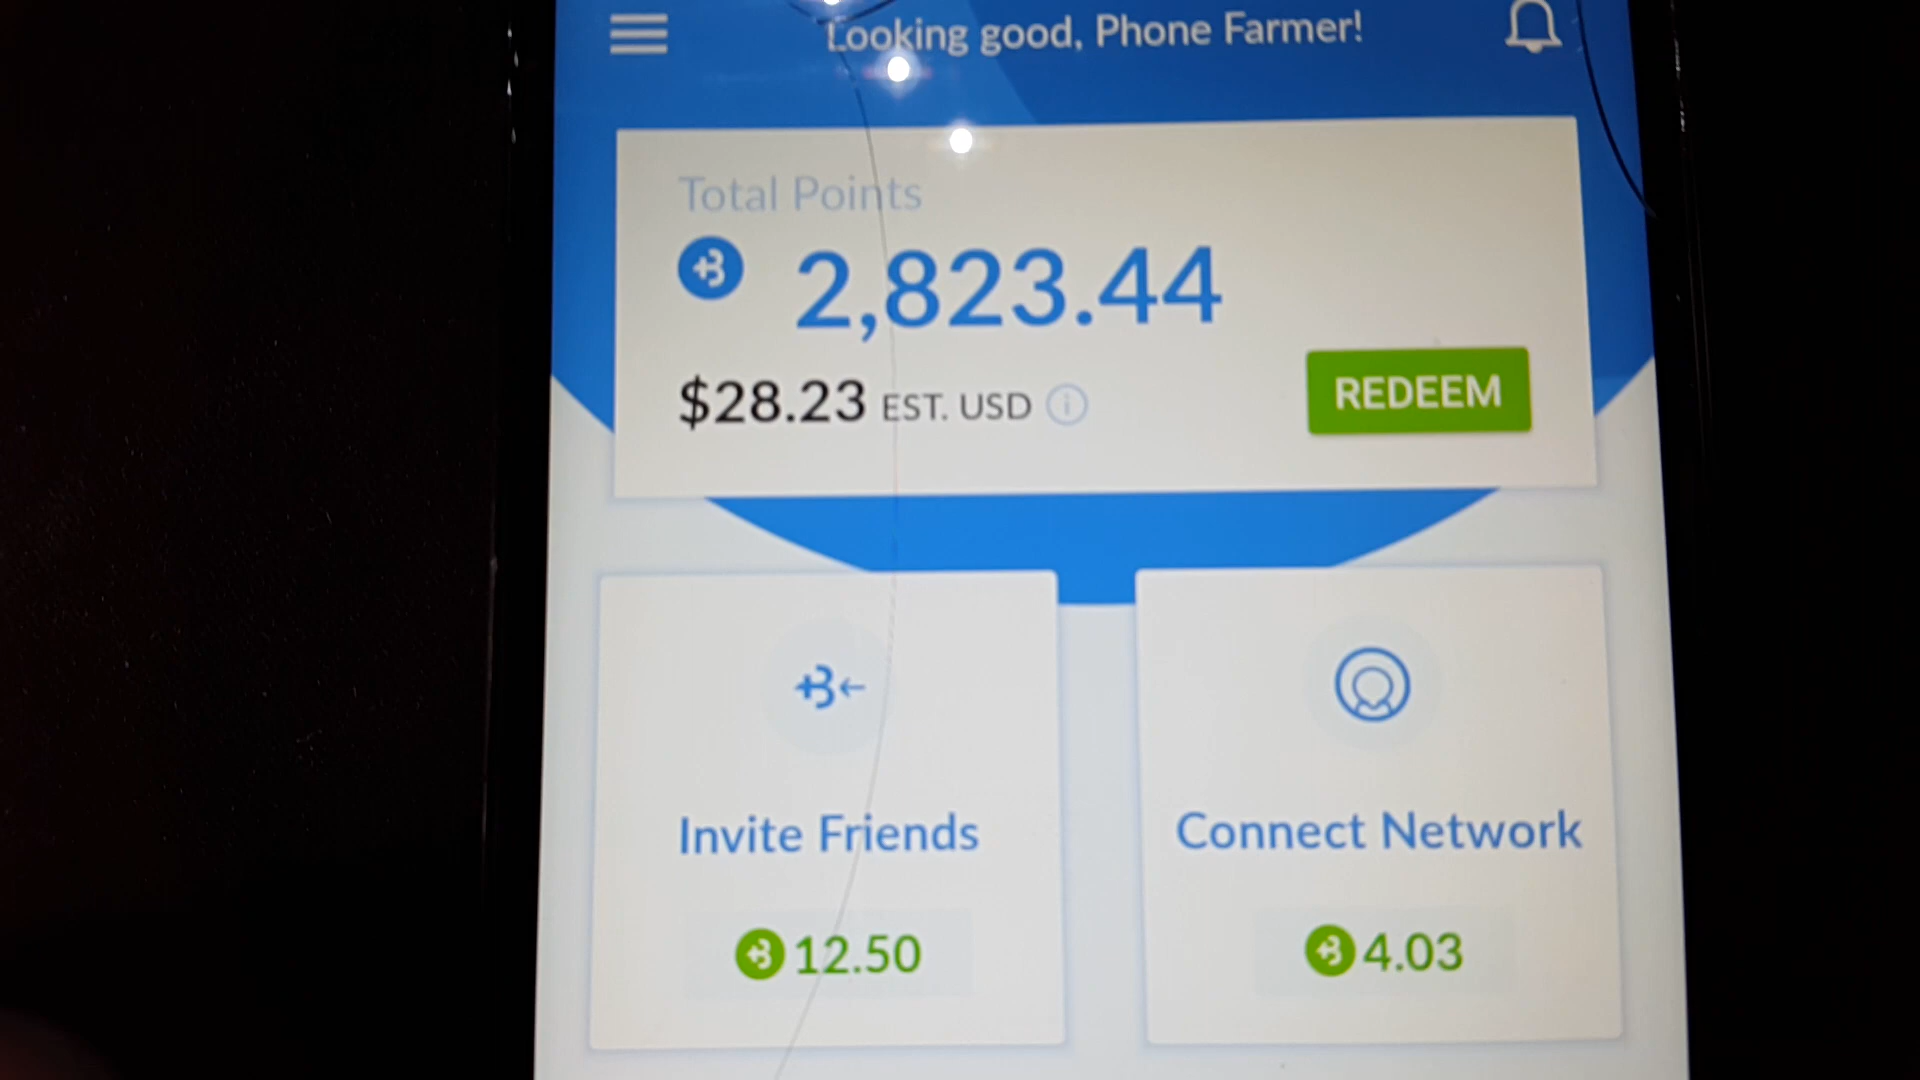 Looking good, Phone Farmer!
Total Points
2,823.44
$28.23 EST. USD
REDEEM
Invite Friends
Connect Network
12.50
4.03